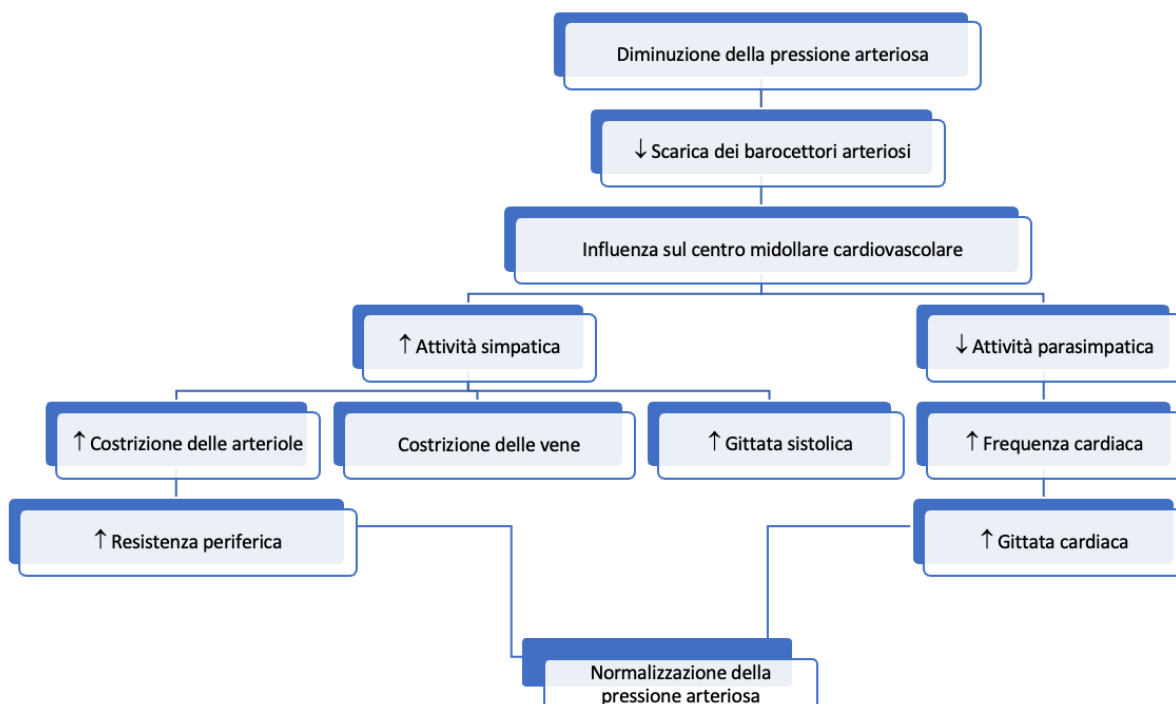 Diminuzione della pressione arteriosa
↓ Scarica dei barocettori arteriosi
Influenza sul centro midollare cardiovascolare
↑ Attività simpatica
↓ Attività parasimpatica
↑ Costrizione delle arteriole
Costrizione delle vene
↑ Gittata sistolica
↑ Frequenza cardiaca
↑ Resistenza periferica
↑ Gittata cardiaca
Normalizzazione della
pressione arteriosa